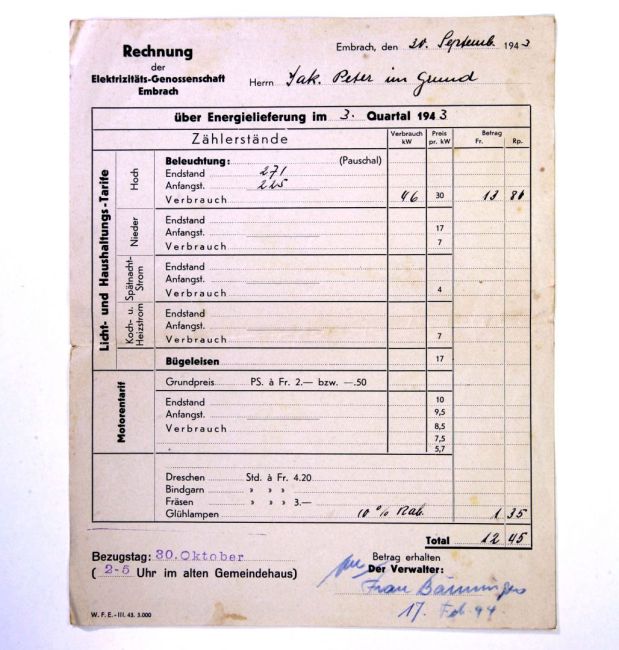 Rechnung
der
Elektrizitäts-Genossenschaft
Embrach
Embrach, den 30. Septemb. 1943
Herrn Jak. Peter im Grund
über Energielieferung im 3. Quartal 1943
Zählerstände
Verbrauch kW
Preis pr. kW
Betrag
Fr. Rp.
Licht- und Haushaltungs-Tarife
Hoch
Beleuchtung: (Pauschal)
Endstand 271
Anfangst. 225
Verbrauch 46 30 13 80
Nieder
Endstand
Anfangst. 17
Verbrauch 7
Spätnacht-Strom
Endstand
Anfangst.
Verbrauch 4
Koch- u. Heizstrom
Endstand
Anfangst.
Verbrauch 7
Bügeleisen 17
Motorentarif
Grundpreis PS. à Fr. 2.— bzw. —.50
Endstand 10
Anfangst. 9,5
Verbrauch 8,5
7,5
5,7
Dreschen Std. à Fr. 4.20
Bindgarn » » »
Fräsen » » 3.—
Glühlampen 10% Rab. 1 35
Total 12 45
Bezugstag: 30. Oktober
( 2-5 Uhr im alten Gemeindehaus)
Betrag erhalten
Der Verwalter:
Frau
17. Feb. 44.
W. F. E. - III. 43. 3.000